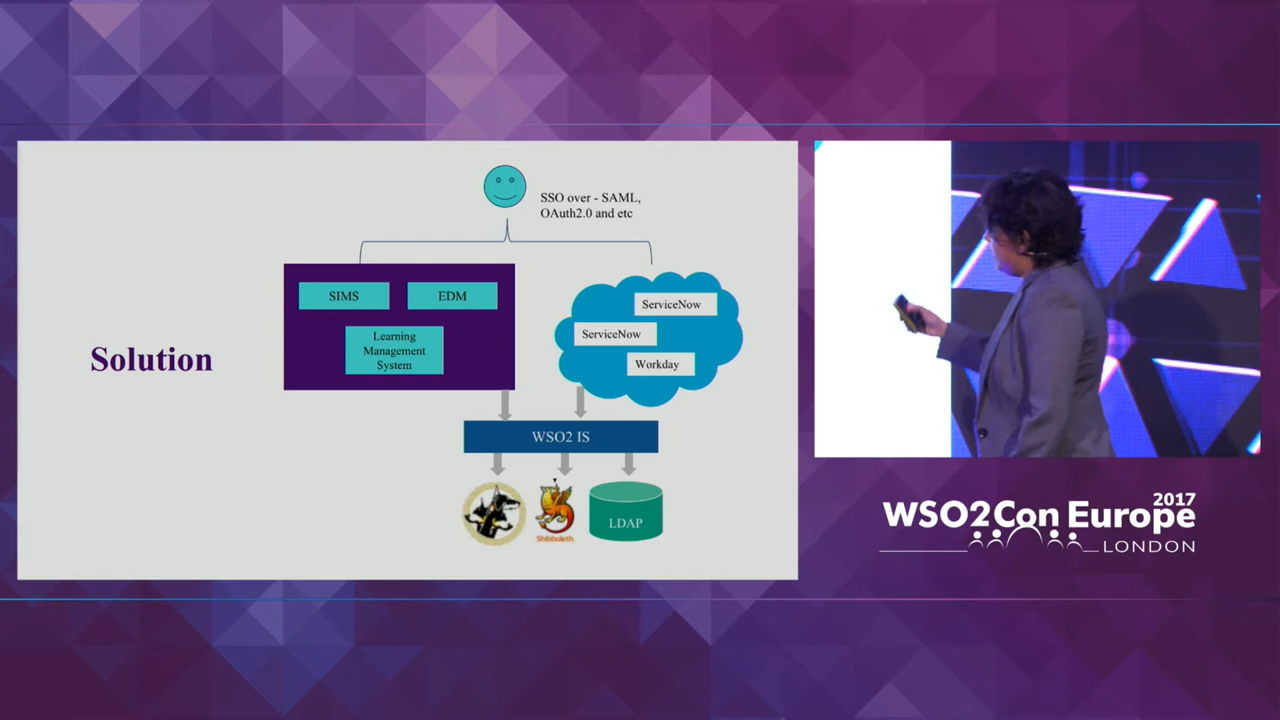 SSO over - SAML,
OAuth2.0 and etc
SIMS
EDM
Learning
Management
System
ServiceNow
ServiceNow
Workday
Solution
WSO2 IS
Shibboleth
LDAP
WSO2Con Europe
2017
LONDON